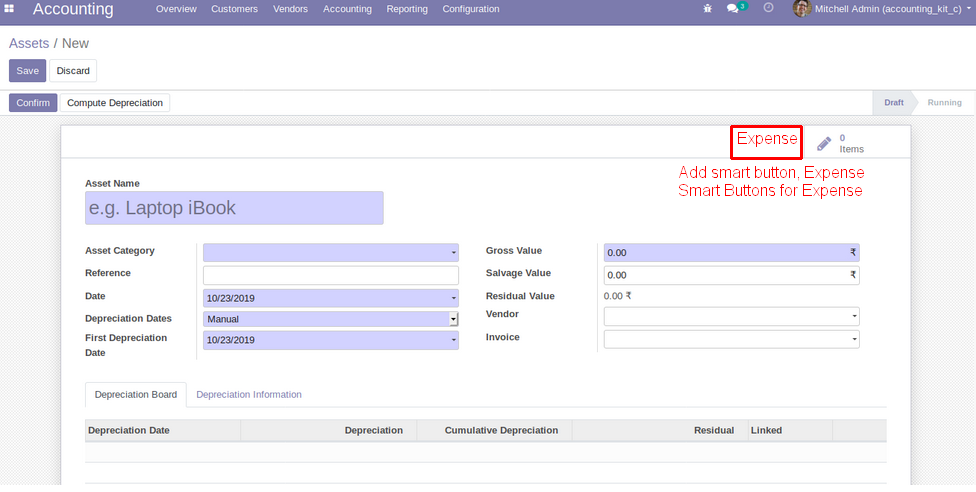 Accounting Overview Customers Vendors Accounting Reporting Configuration 3 Mitchell Admin (accounting_kit_c)
Assets / New
Save Discard
Confirm Compute Depreciation Draft Running
Expense 0
Items
Add smart button, Expense
Smart Buttons for Expense
Asset Name
e.g. Laptop iBook
Asset Category Gross Value 0.00 ₹
Reference Salvage Value 0.00 ₹
Date 10/23/2019 Residual Value 0.00 ₹
Depreciation Dates Manual Vendor
First Depreciation Date 10/23/2019 Invoice
Depreciation Board Depreciation Information
Depreciation Date Depreciation Cumulative Depreciation Residual Linked